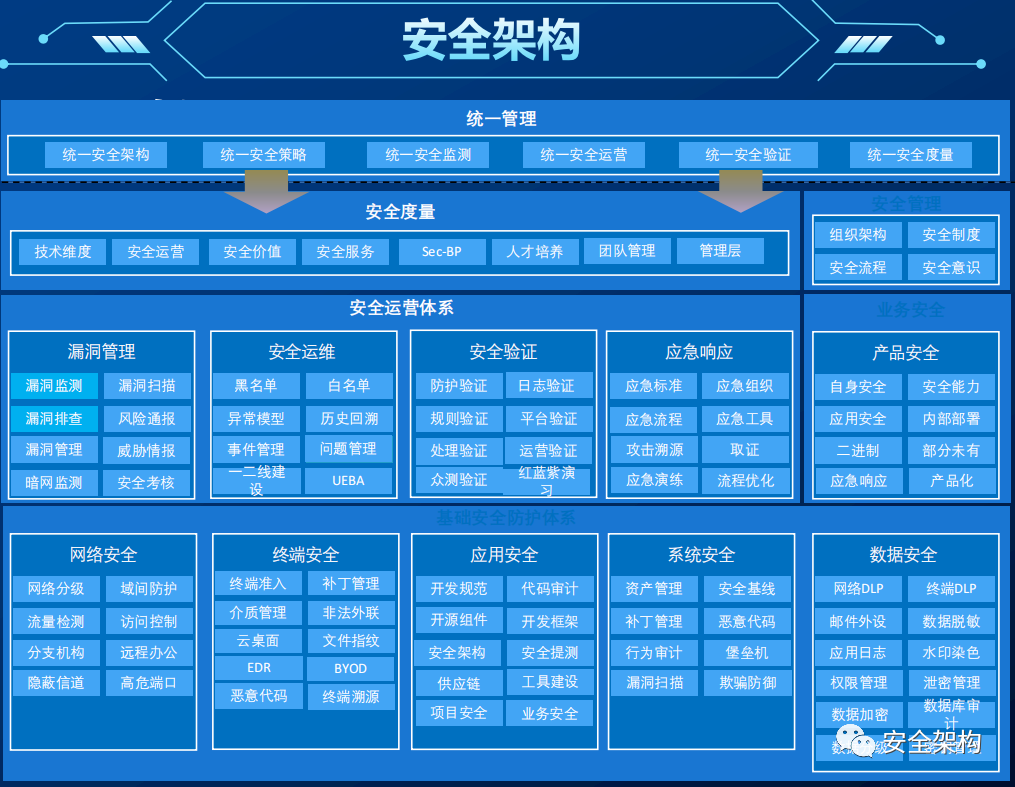 安全架构
统一管理
统一安全架构 统一安全策略 统一安全监测 统一安全运营 统一安全验证 统一安全度量
安全度量
技术维度 安全运营 安全价值 安全服务 Sec-BP 人才培养 团队管理 管理层
安全管理
组织架构 安全制度
安全流程 安全意识
安全运营体系
漏洞管理
漏洞监测 漏洞扫描
漏洞排查 风险通报
漏洞管理 威胁情报
暗网监测 安全考核
安全运维
黑名单 白名单
异常模型 历史回溯
事件管理 问题管理
一二线建
设
UEBA
安全验证
防护验证 日志验证
规则验证 平台验证
处理验证 运营验证
众测验证
红蓝紫演
习
应急响应
应急标准 应急组织
应急流程 应急工具
攻击溯源 取证
应急演练 流程优化
业务安全
产品安全
自身安全 安全能力
应用安全 内部部署
二进制 部分未有
应急响应 产品化
基础安全防护体系
网络安全
网络分级 域间防护
流量检测 访问控制
分支机构 远程办公
隐蔽信道 高危端口
终端安全
终端准入 补丁管理
介质管理 非法外联
云桌面 文件指纹
EDR BYOD
恶意代码 终端溯源
应用安全
开发规范 代码审计
开源组件 开发框架
安全架构 安全提测
供应链 工具建设
项目安全 业务安全
系统安全
资产管理 安全基线
补丁管理 恶意代码
行为审计 堡垒机
漏洞扫描 欺骗防御
数据安全
网络DLP 终端DLP
邮件外设 数据脱敏
应用日志 水印染色
权限管理 泄密管理
数据加密
数据库审
计
安全架构